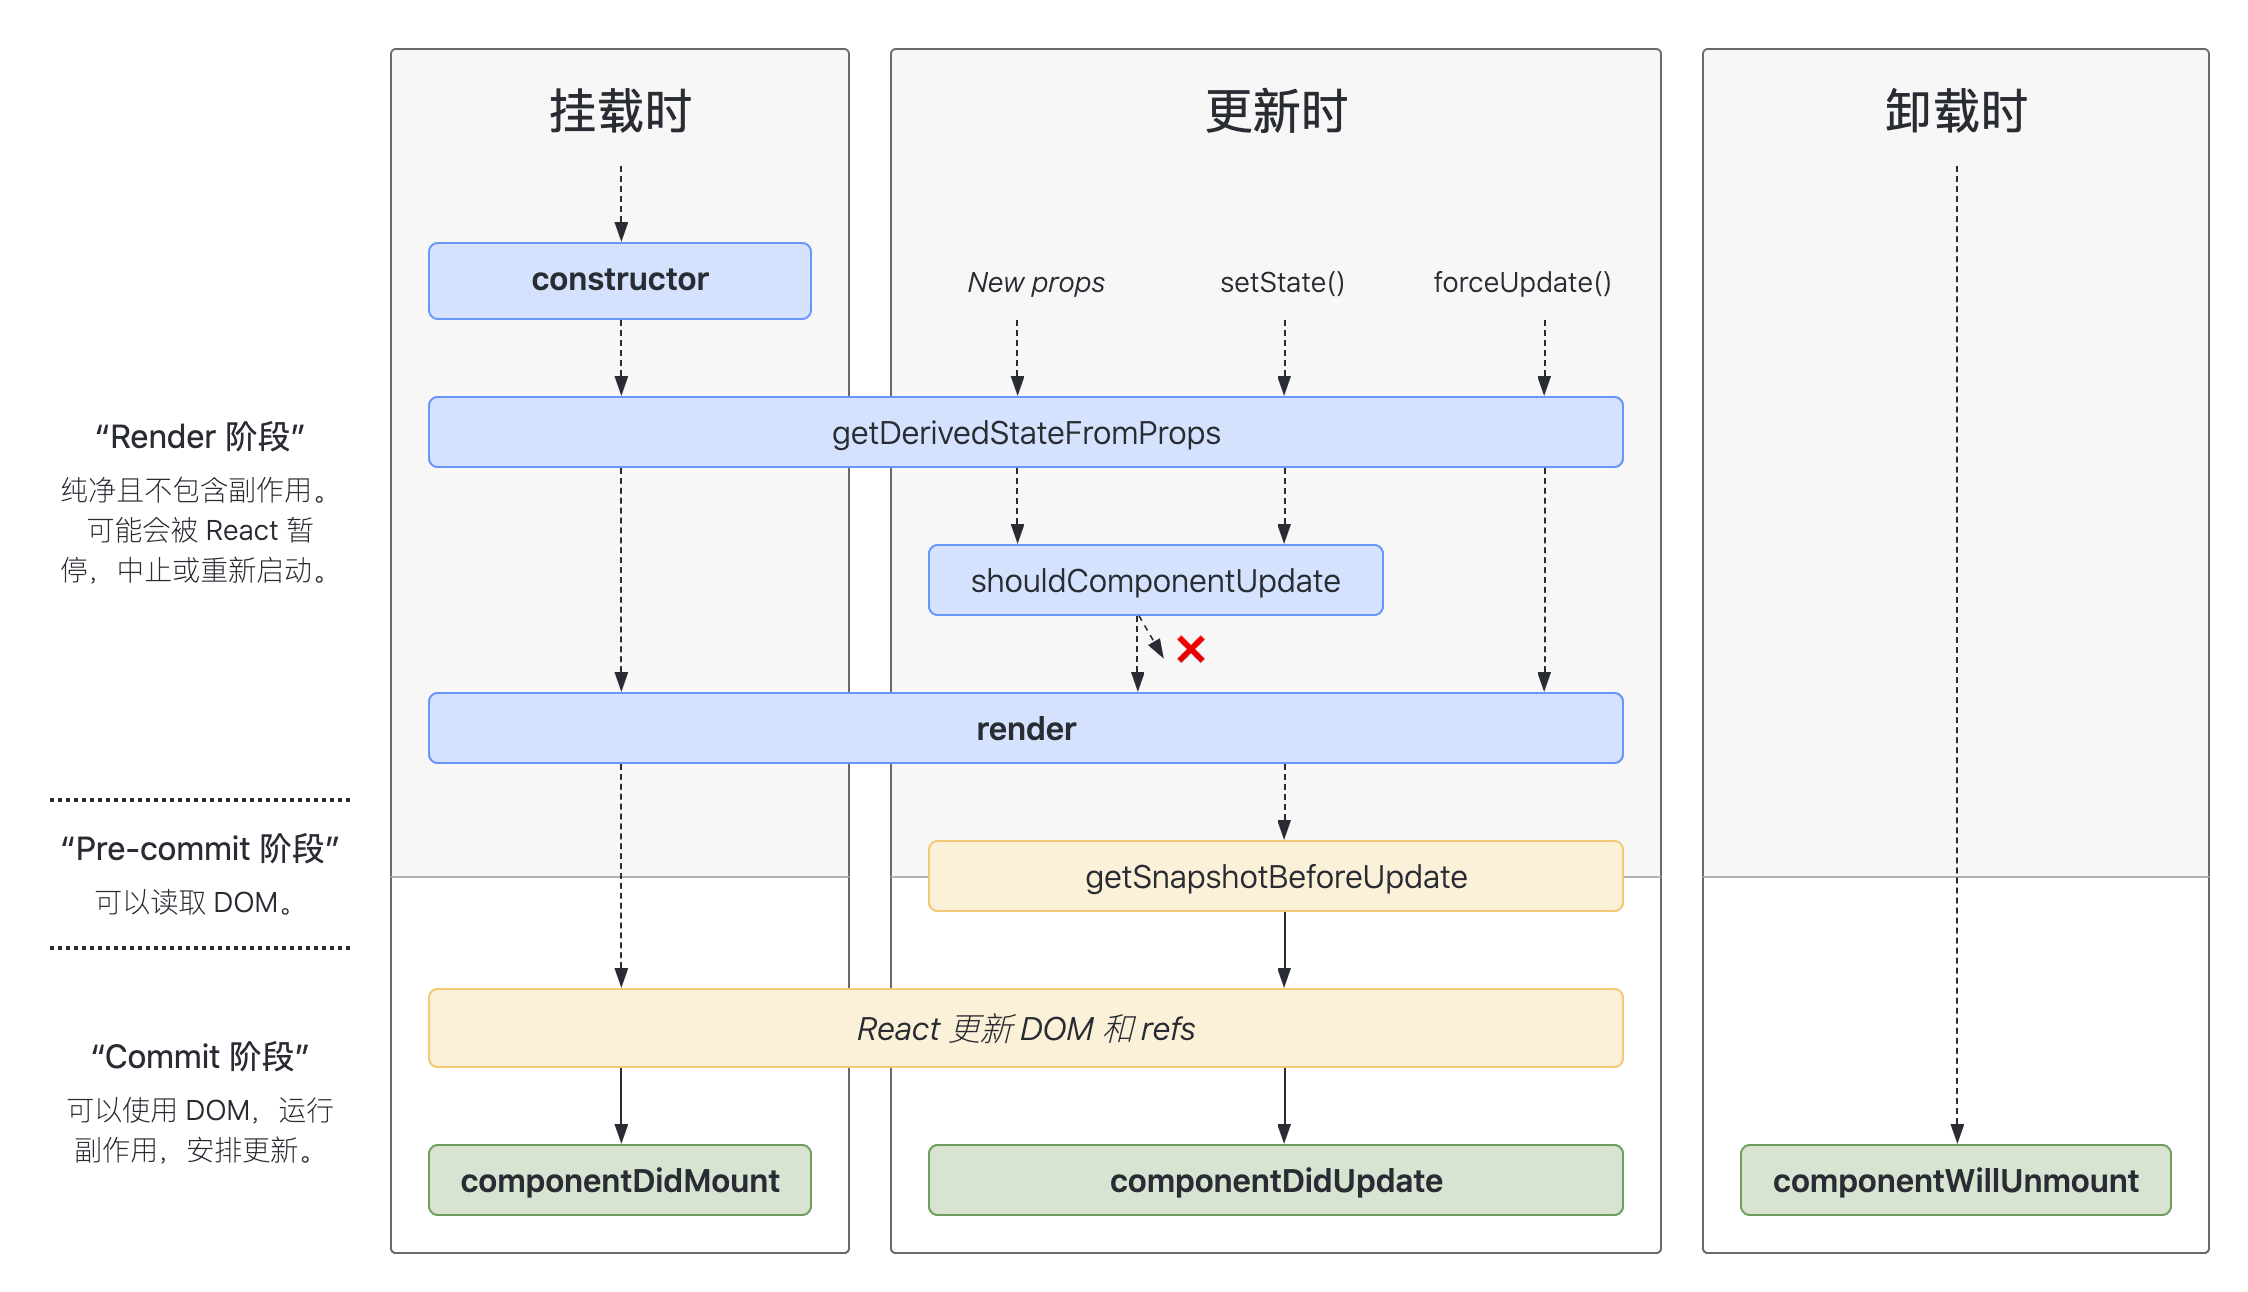 挂载时
更新时
卸载时
constructor
New props
setState()
forceUpdate()
getDerivedStateFromProps
“Render 阶段”
纯净且不包含副作用。
可能会被 React 暂
停，中止或重新启动。
shouldComponentUpdate
render
“Pre-commit 阶段”
可以读取 DOM。
getSnapshotBeforeUpdate
React 更新 DOM 和 refs
“Commit 阶段”
可以使用 DOM，运行
副作用，安排更新。
componentDidMount
componentDidUpdate
componentWillUnmount